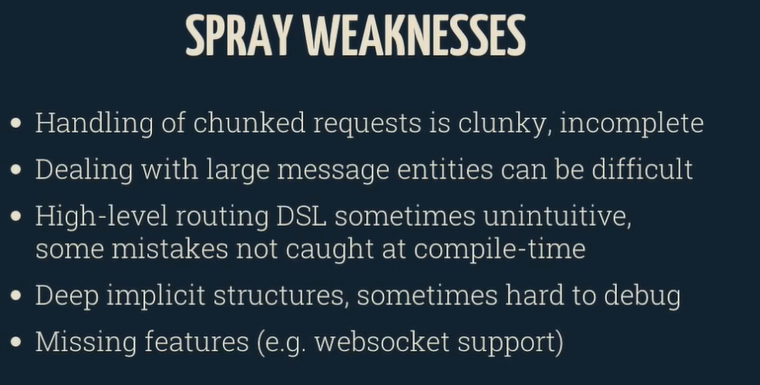 SPRAY WEAKNESSES
• Handling of chunked requests is clunky, incomplete
• Dealing with large message entities can be difficult
• High-level routing DSL sometimes unintuitive,
some mistakes not caught at compile-time
• Deep implicit structures, sometimes hard to debug
• Missing features (e.g. websocket support)